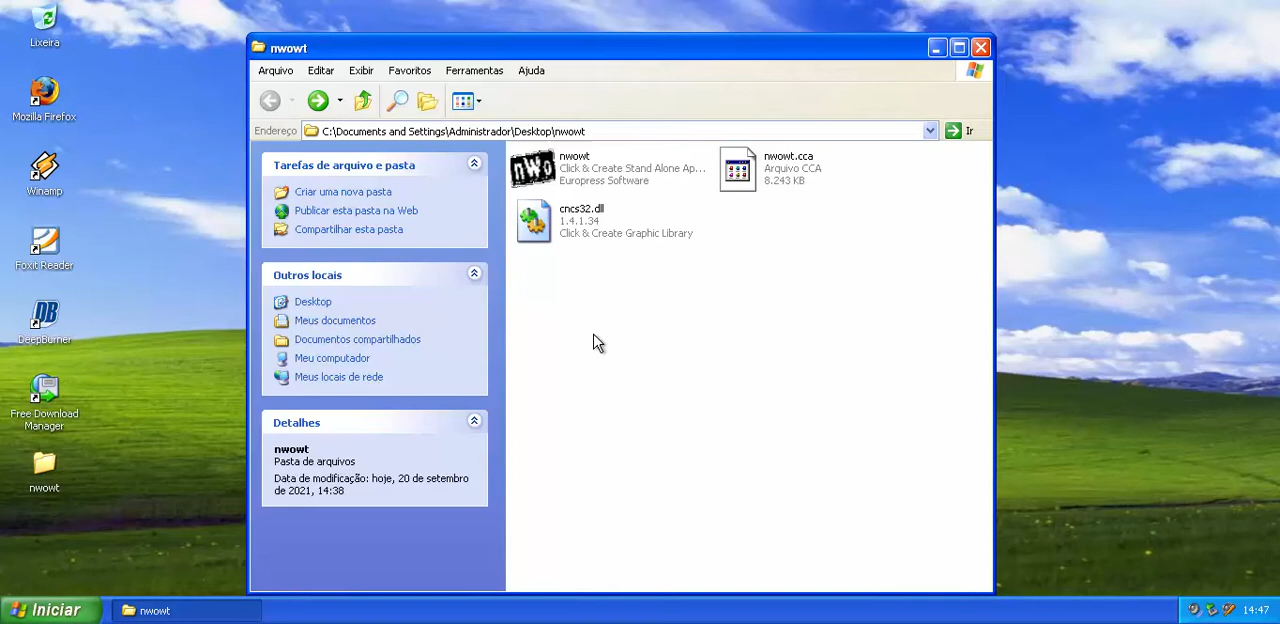 Lixeira
Mozilla Firefox
Winamp
Foxit Reader
DB
DeepBurner
Free Download
Manager
nwowt
nwowt
Arquivo Editar Exibir Favoritos Ferramentas Ajuda
Endereço C:\Documents and Settings\Administrador\Desktop\nwowt Ir
Tarefas de arquivo e pasta
Criar uma nova pasta
Publicar esta pasta na Web
Compartilhar esta pasta
Outros locais
Desktop
Meus documentos
Documentos compartilhados
Meu computador
Meus locais de rede
Detalhes
nwowt
Pasta de arquivos
Data de modificação: hoje, 20 de setembro
de 2021, 14:38
nWo
nwowt
Click & Create Stand Alone Ap...
Europress Software
nwowt.cca
Arquivo CCA
8.243 KB
cncs32.dll
1.4.1.34
Click & Create Graphic Library
Iniciar nwowt 14:47